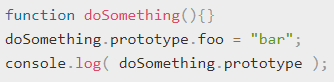 function doSomething(){}
doSomething.prototype.foo = "bar";
console.log( doSomething.prototype );